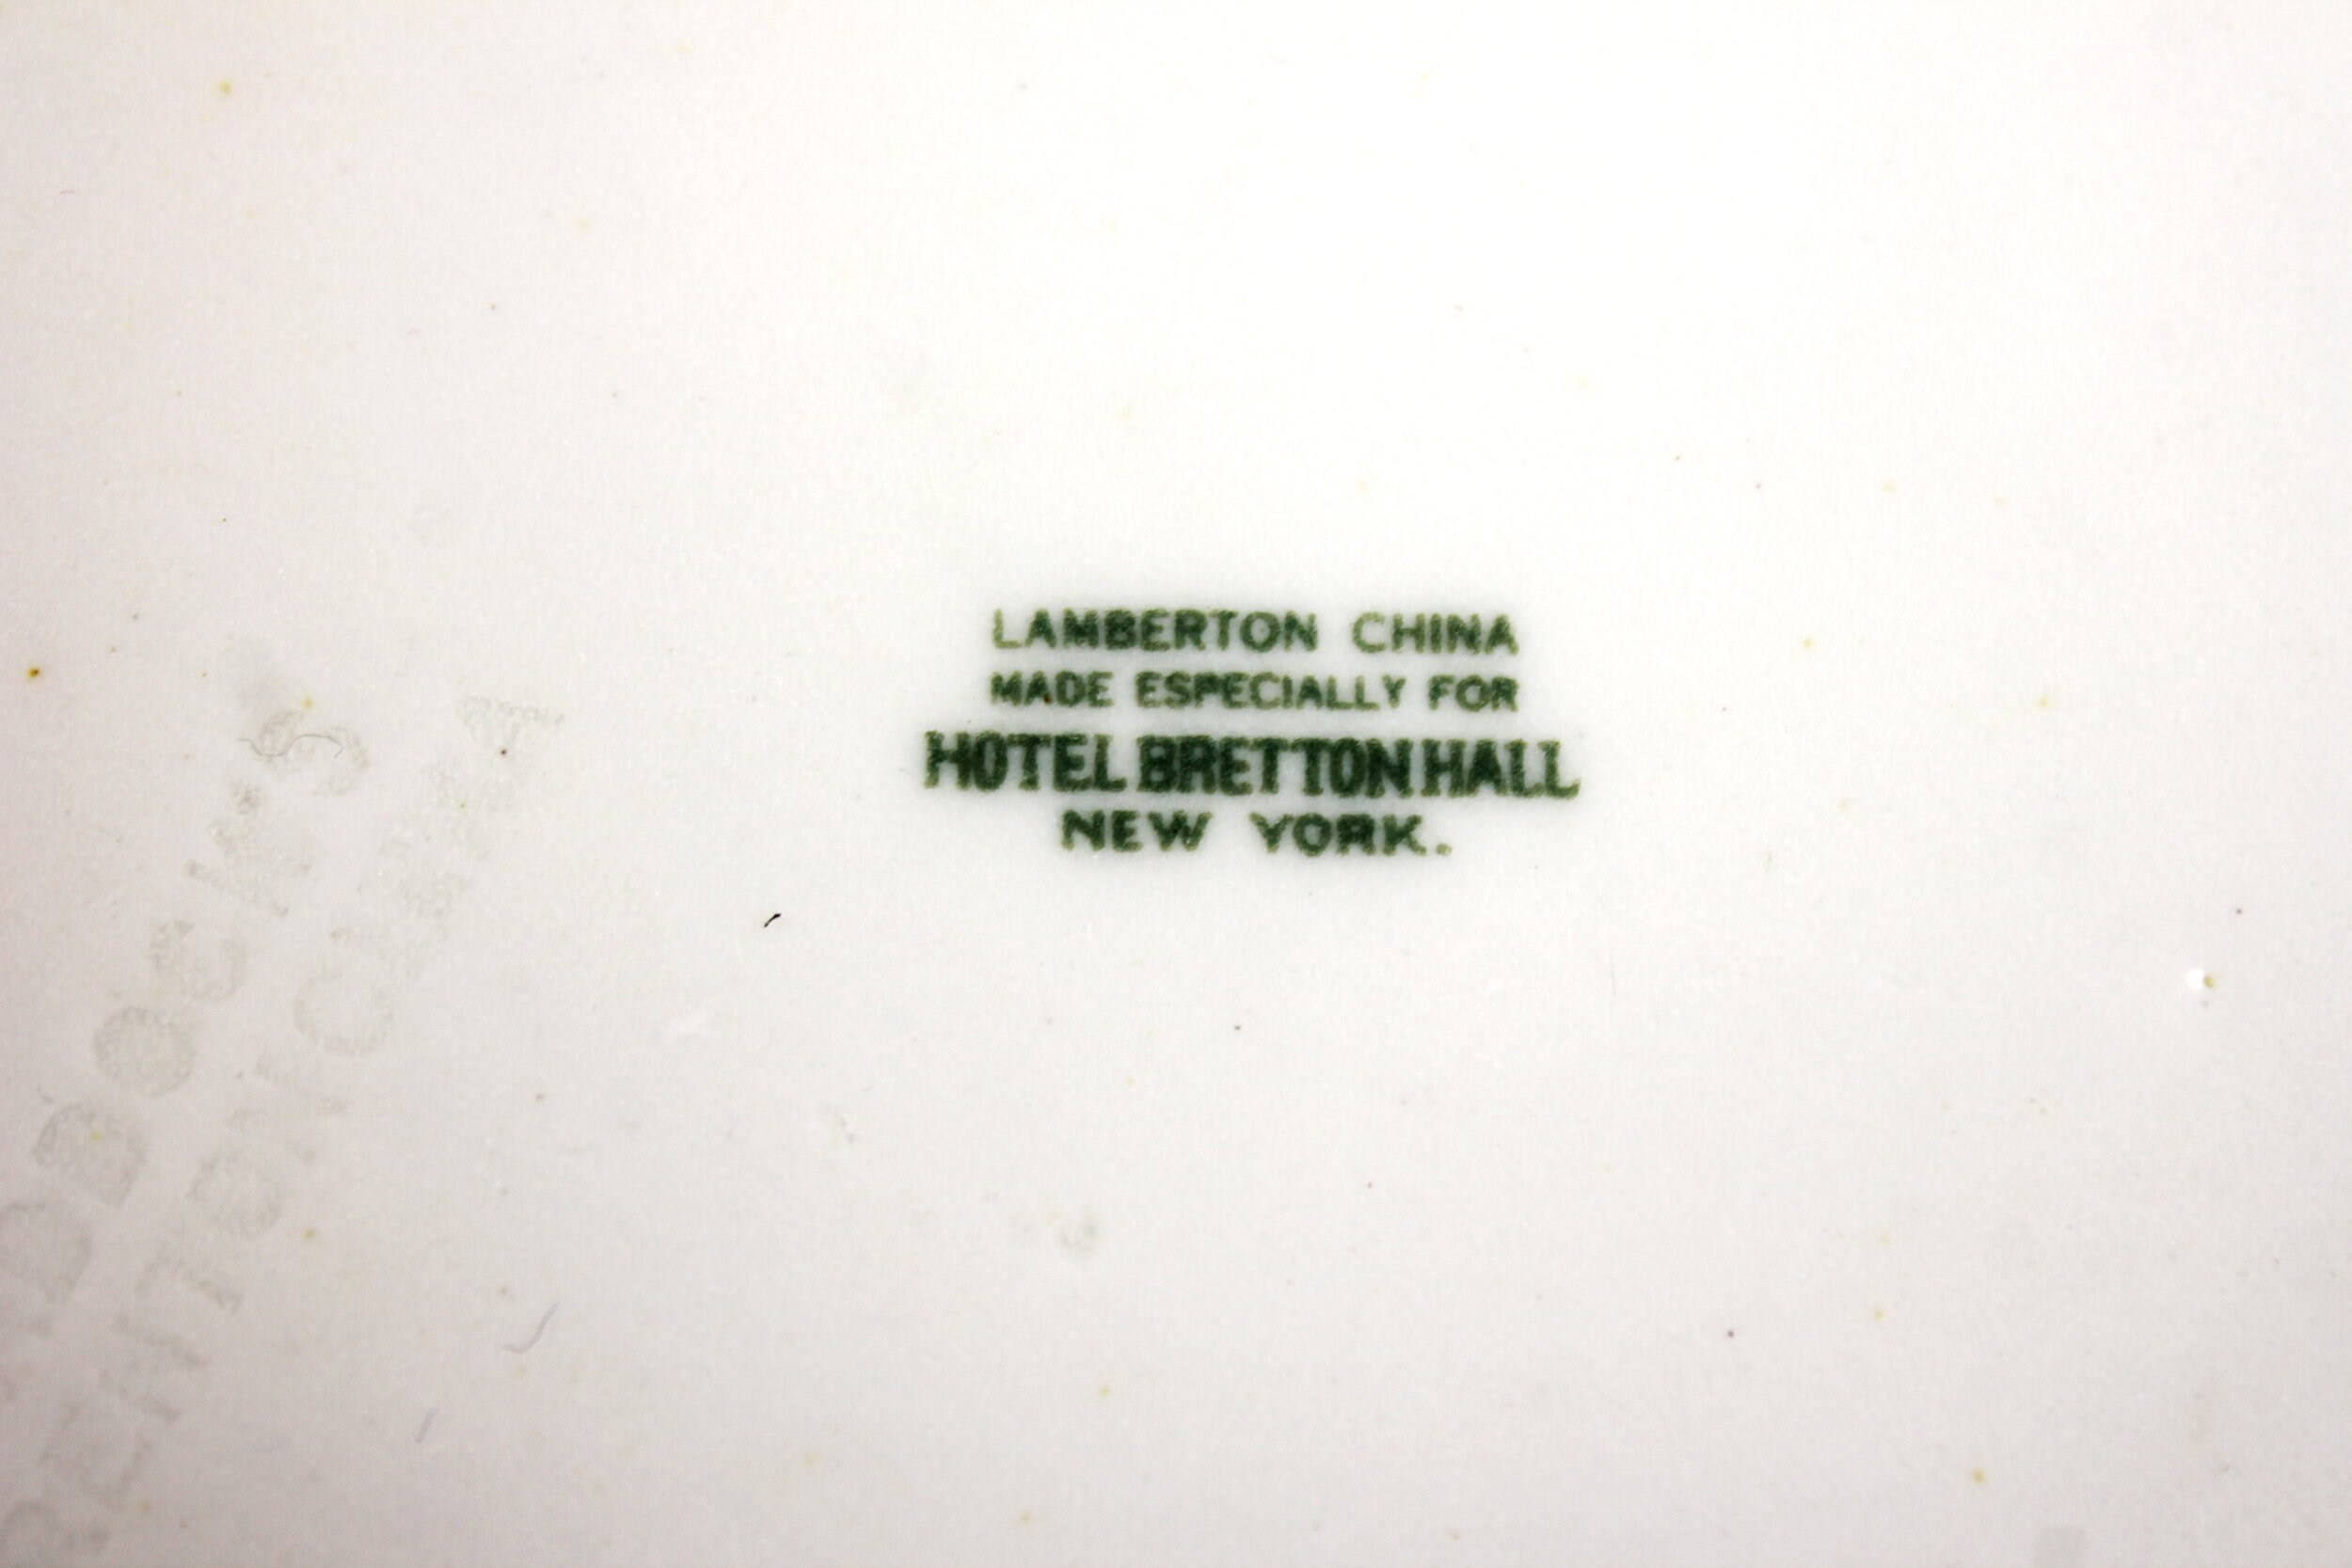 LAMBERTON CHINA
MADE ESPECIALLY FOR
HOTEL BRETTON HALL
NEW YORK.